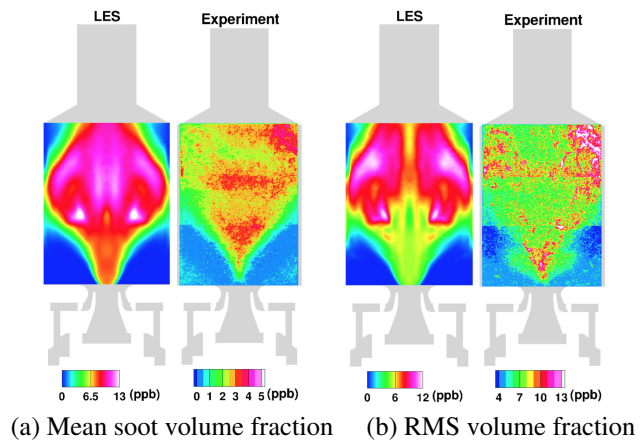 LES Experiment LES Experiment
0 6.5 13 (ppb) 0 1 2 3 4 5 (ppb) 0 6 12 (ppb) 4 7 10 13 (ppb)
(a) Mean soot volume fraction (b) RMS volume fraction